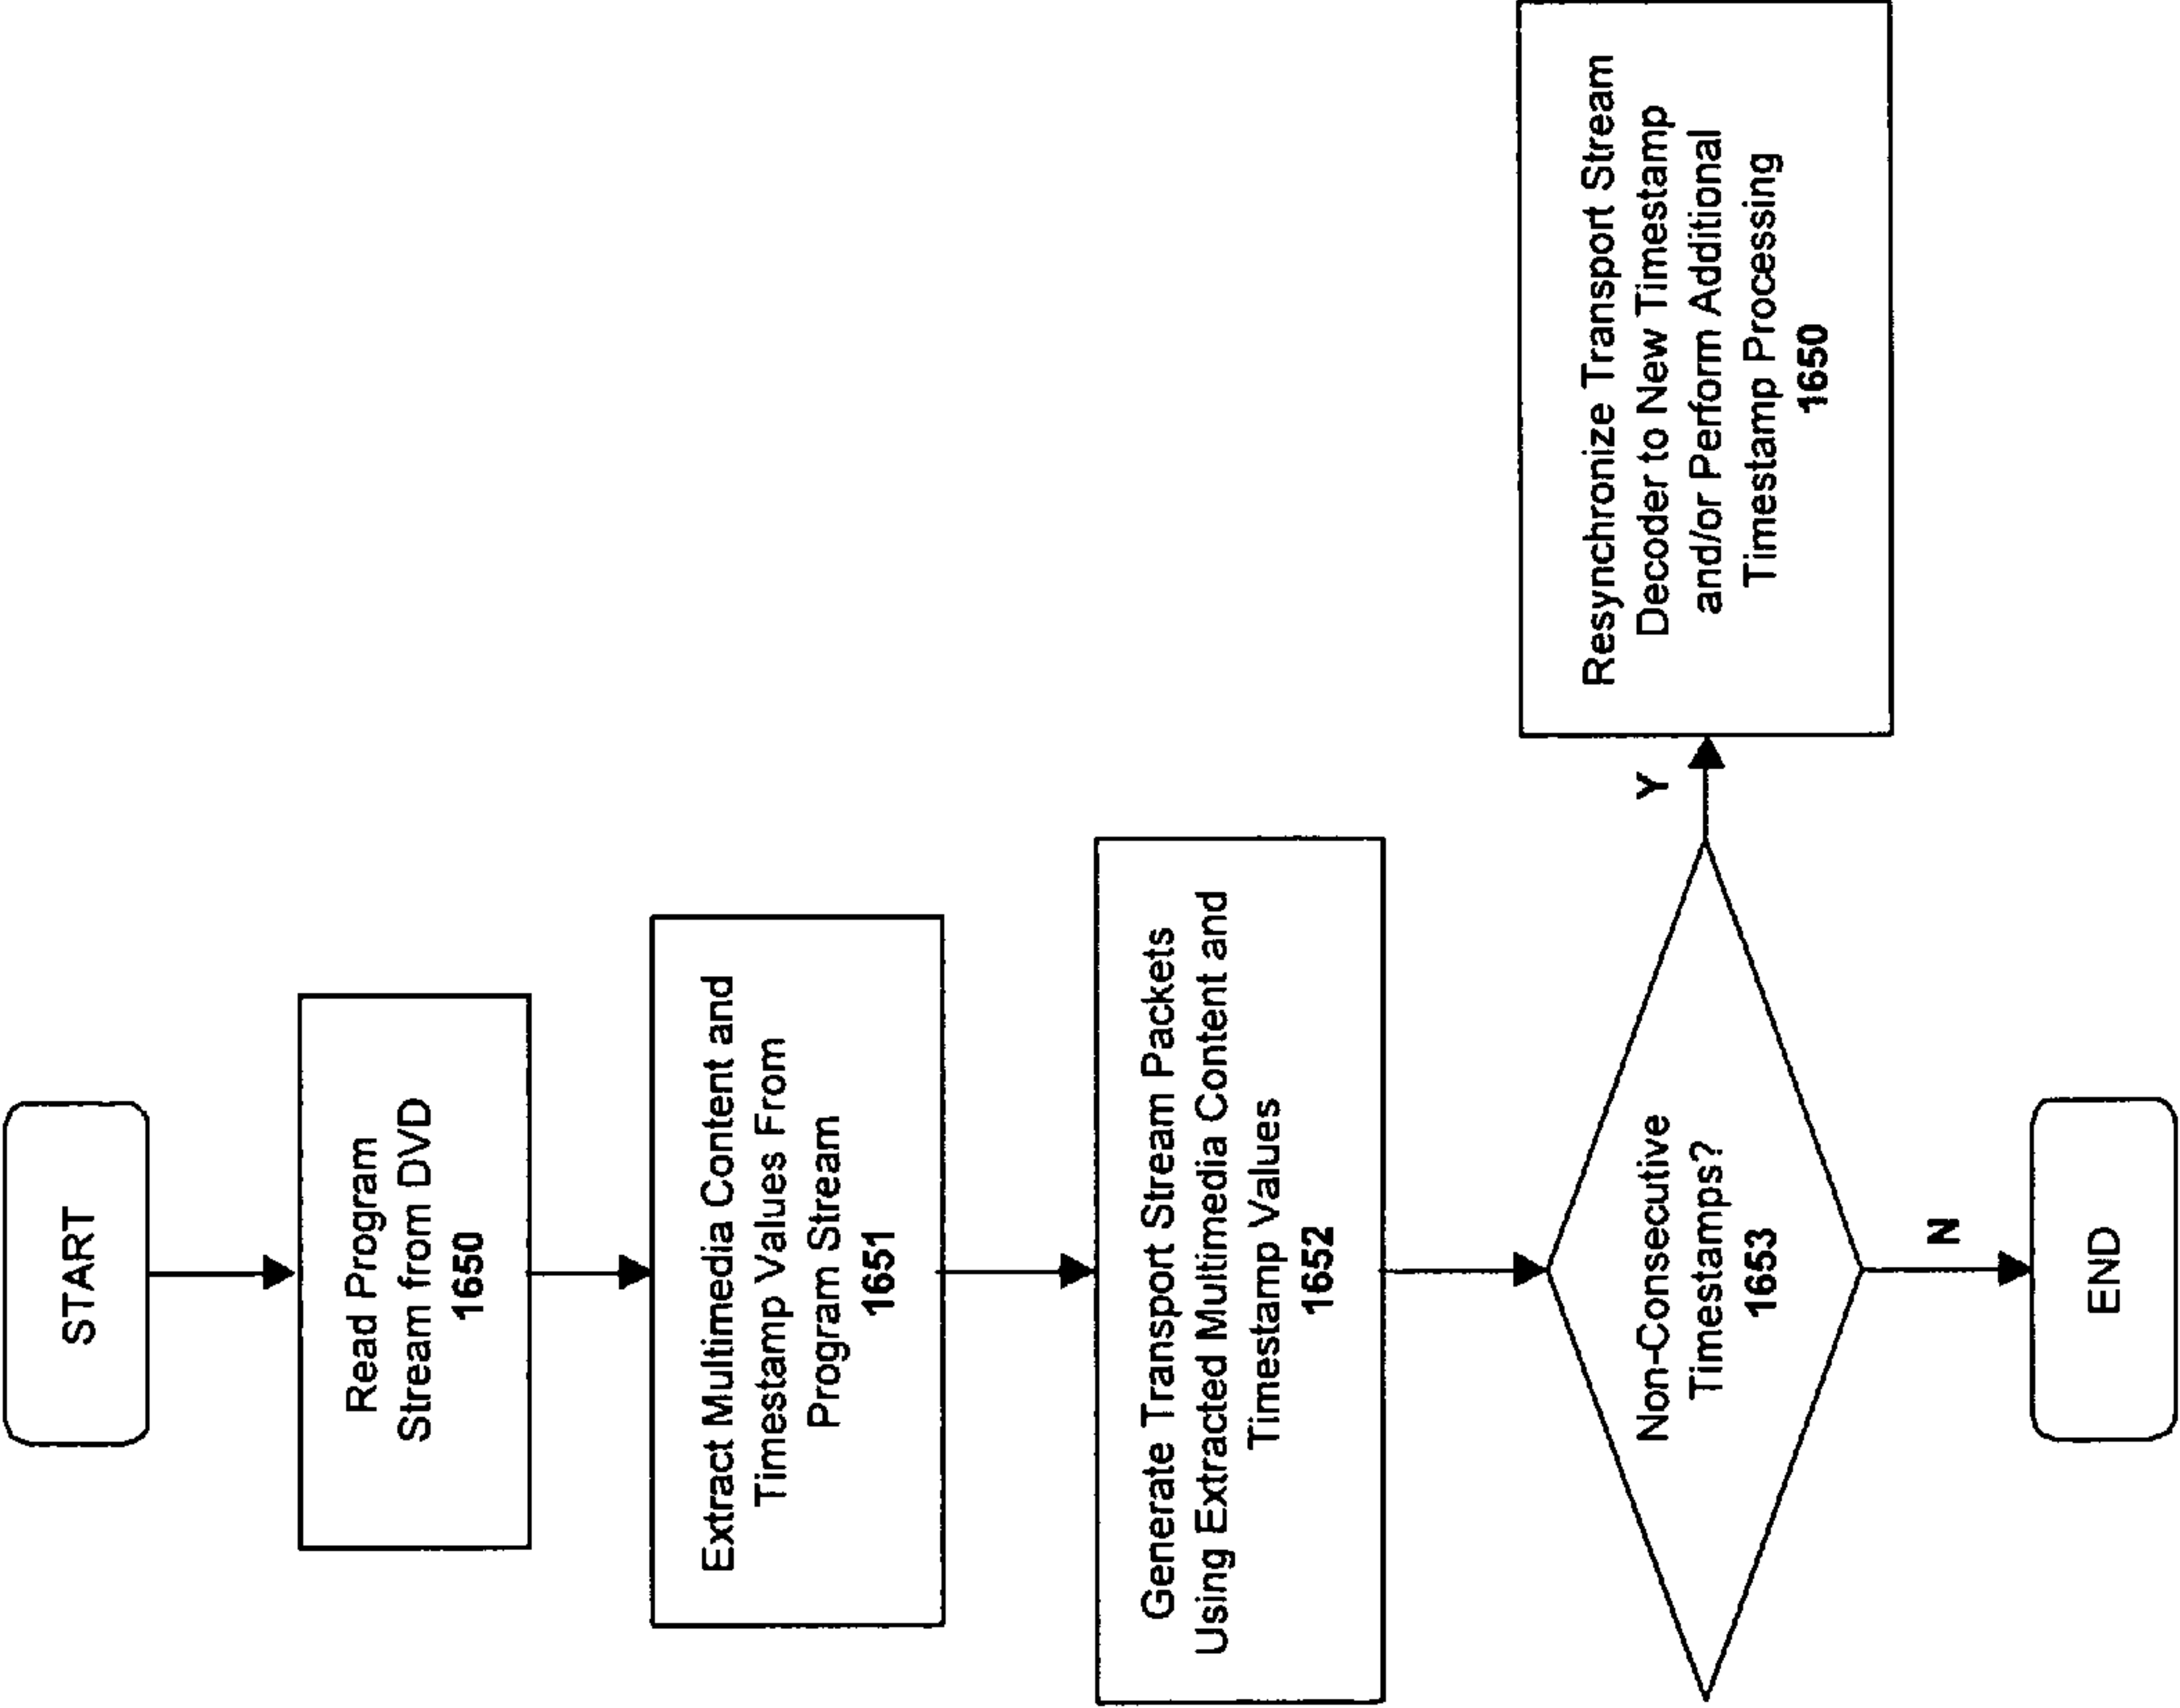 START
Read Program
Stream from DVD
1650
Extract Multimedia Content and
Timestamp Values From
Program Stream
1651
Generate Transport Stream Packets
Using Extracted Multimedia Content and
Timestamp Values
1652
Non-Consecutive
Timestamps?
1653
Y
Resynchronize Transport Stream
Decoder to New Timestamp
and/or Perform Additional
Timestamp Processing
1650
N
END